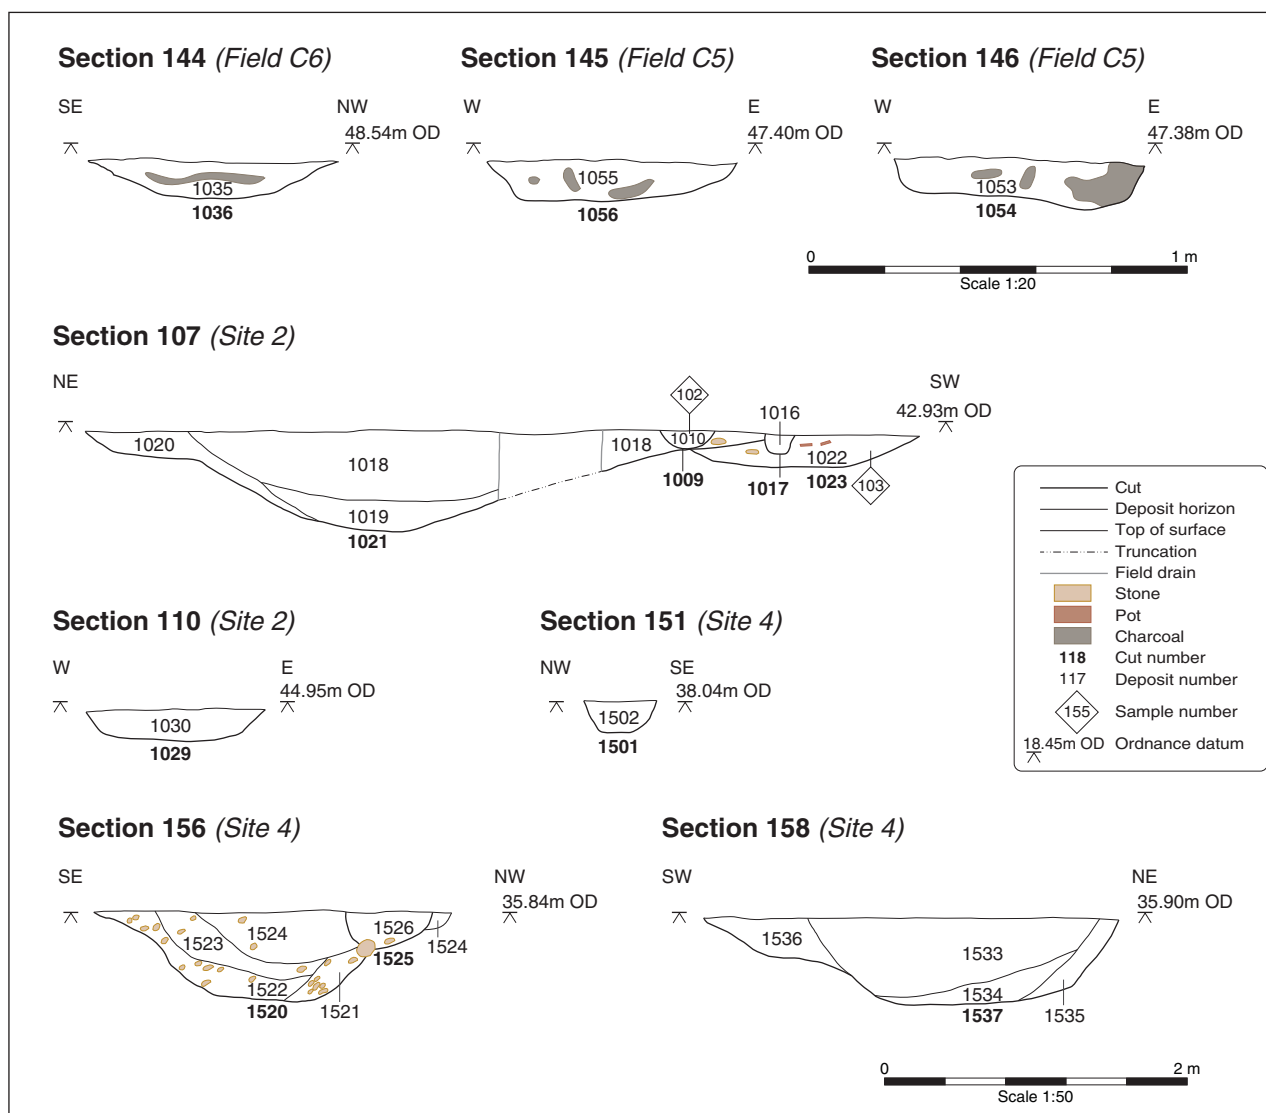 Section 144 (Field C6)
SE
NW
48.54m OD
1035
1036
Section 145 (Field C5)
W
E
47.40m OD
1055
1056
Section 146 (Field C5)
W
E
47.38m OD
1053
1054
0
1 m
Scale 1:20
Section 107 (Site 2)
NE
SW
42.93m OD
102
1016
1020
1018
1018
1010
1022
1019
1009
1017
1023
103
1021
Cut
Deposit horizon
Top of surface
Truncation
Field drain
Stone
Pot
Charcoal
118 Cut number
117 Deposit number
155 Sample number
18.45m OD Ordnance datum
Section 110 (Site 2)
W
E
44.95m OD
1030
1029
Section 151 (Site 4)
NW
SE
38.04m OD
1502
1501
Section 156 (Site 4)
SE
NW
35.84m OD
1523
1524
1526
1524
1525
1522
1520
1521
Section 158 (Site 4)
SW
NE
35.90m OD
1536
1533
1534
1537
1535
0
2 m
Scale 1:50